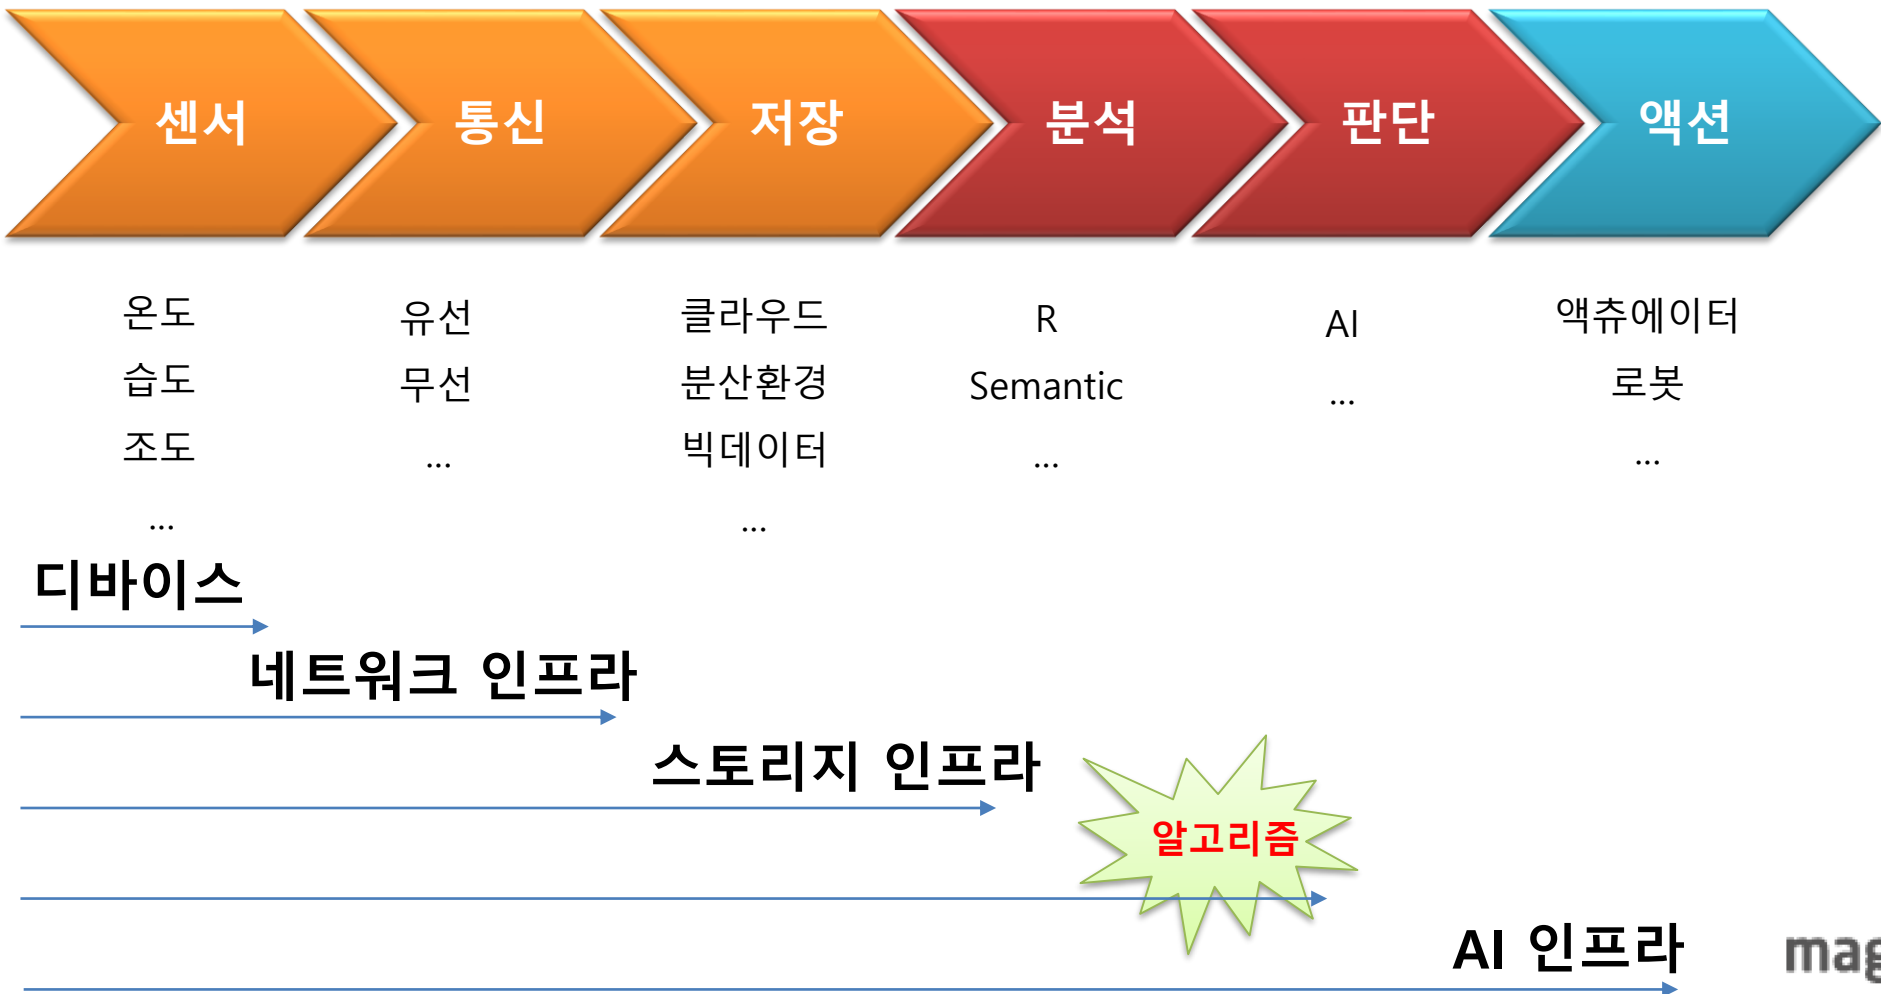 센서 통신 저장 분석 판단 액션
온도 유선 클라우드 R AI 액츄에이터
습도 무선 분산환경 Semantic ... 로봇
조도 ... 빅데이터 ... ...
... ...
디바이스
네트워크 인프라
스토리지 인프라
알고리즘
AI 인프라 mag